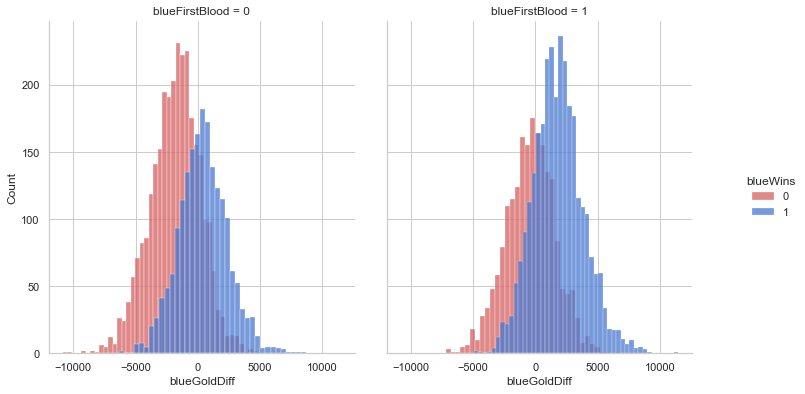 blueFirstBlood = 0
blueFirstBlood = 1
200
150
100
50
0
Count
−10000 −5000 0 5000 10000
blueGoldDiff
−10000 −5000 0 5000 10000
blueGoldDiff
blueWins
0
1